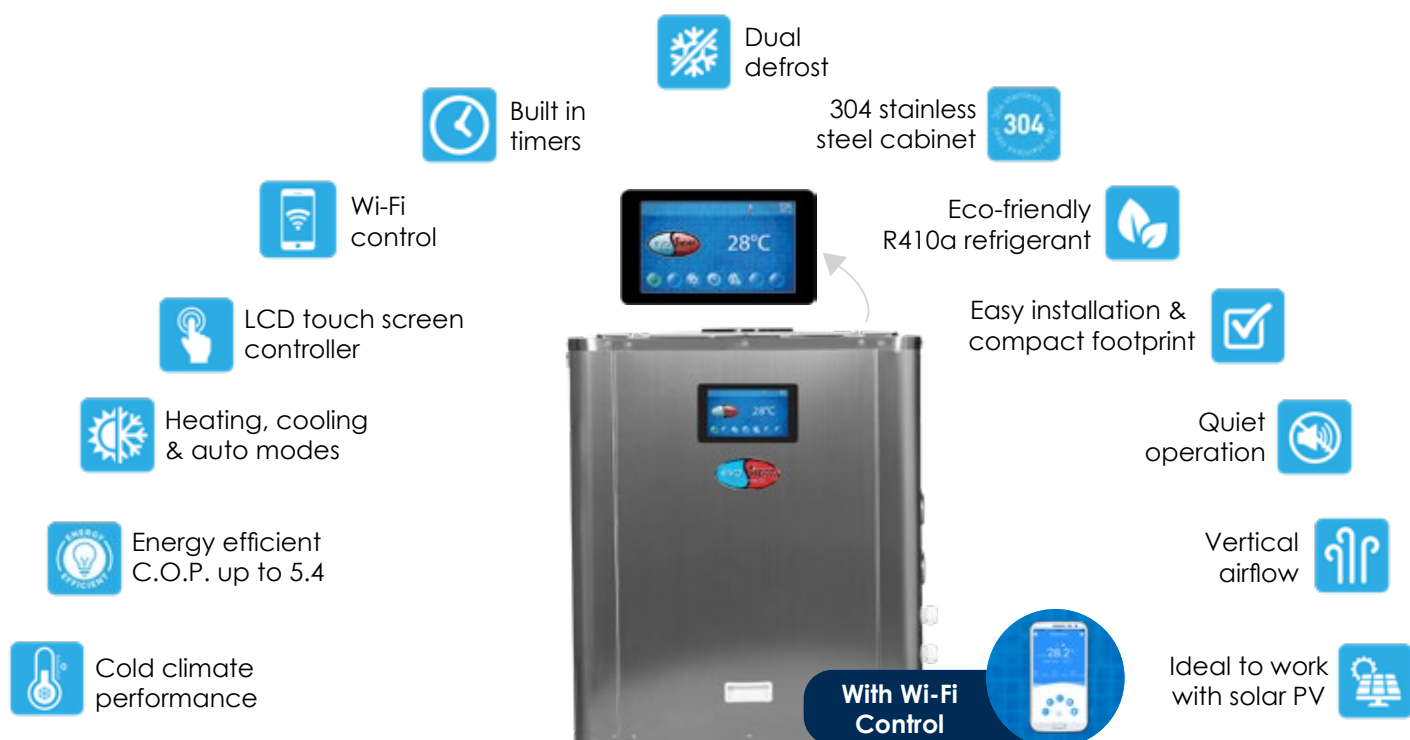 Dual
defrost
Built in
timers
304 stainless
steel cabinet
304
Wi-Fi
control
Eco-friendly
R410a refrigerant
28°C
LCD touch screen
controller
Easy installation &
compact footprint
28°C
Heating, cooling
& auto modes
Quiet
operation
ENERGY
EFFICIENT
Energy efficient
C.O.P. up to 5.4
Vertical
airflow
Cold climate
performance
With Wi-Fi
Control
28.2
Ideal to work
with solar PV